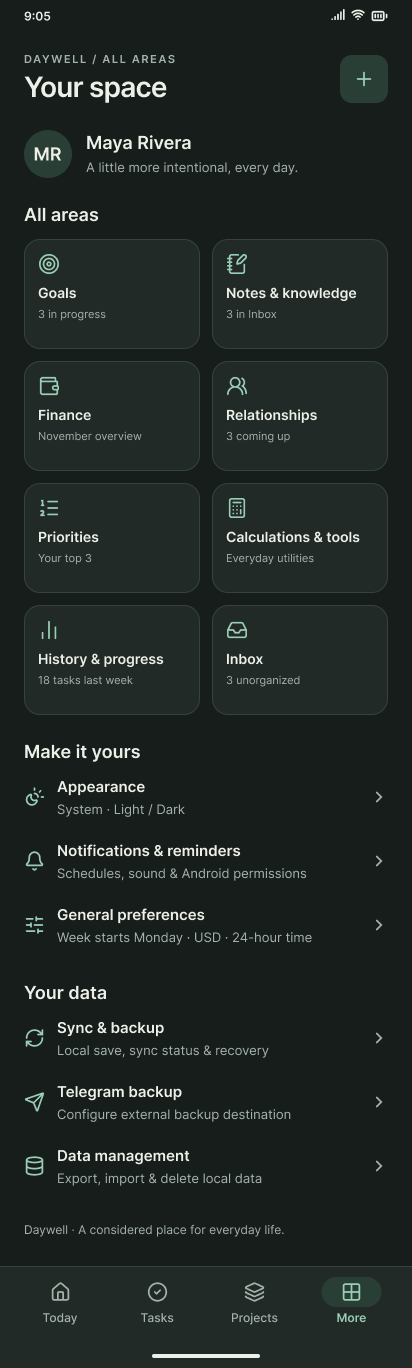 9:05
DAYWELL / ALL AREAS
Your space
MR
Maya Rivera
A little more intentional, every day.
All areas
Goals
3 in progress
Notes & knowledge
3 in Inbox
Finance
November overview
Relationships
3 coming up
Priorities
Your top 3
Calculations & tools
Everyday utilities
History & progress
18 tasks last week
Inbox
3 unorganized
Make it yours
Appearance
System · Light / Dark
Notifications & reminders
Schedules, sound & Android permissions
General preferences
Week starts Monday · USD · 24-hour time
Your data
Sync & backup
Local save, sync status & recovery
Telegram backup
Configure external backup destination
Data management
Export, import & delete local data
Daywell · A considered place for everyday life.
Today
Tasks
Projects
More